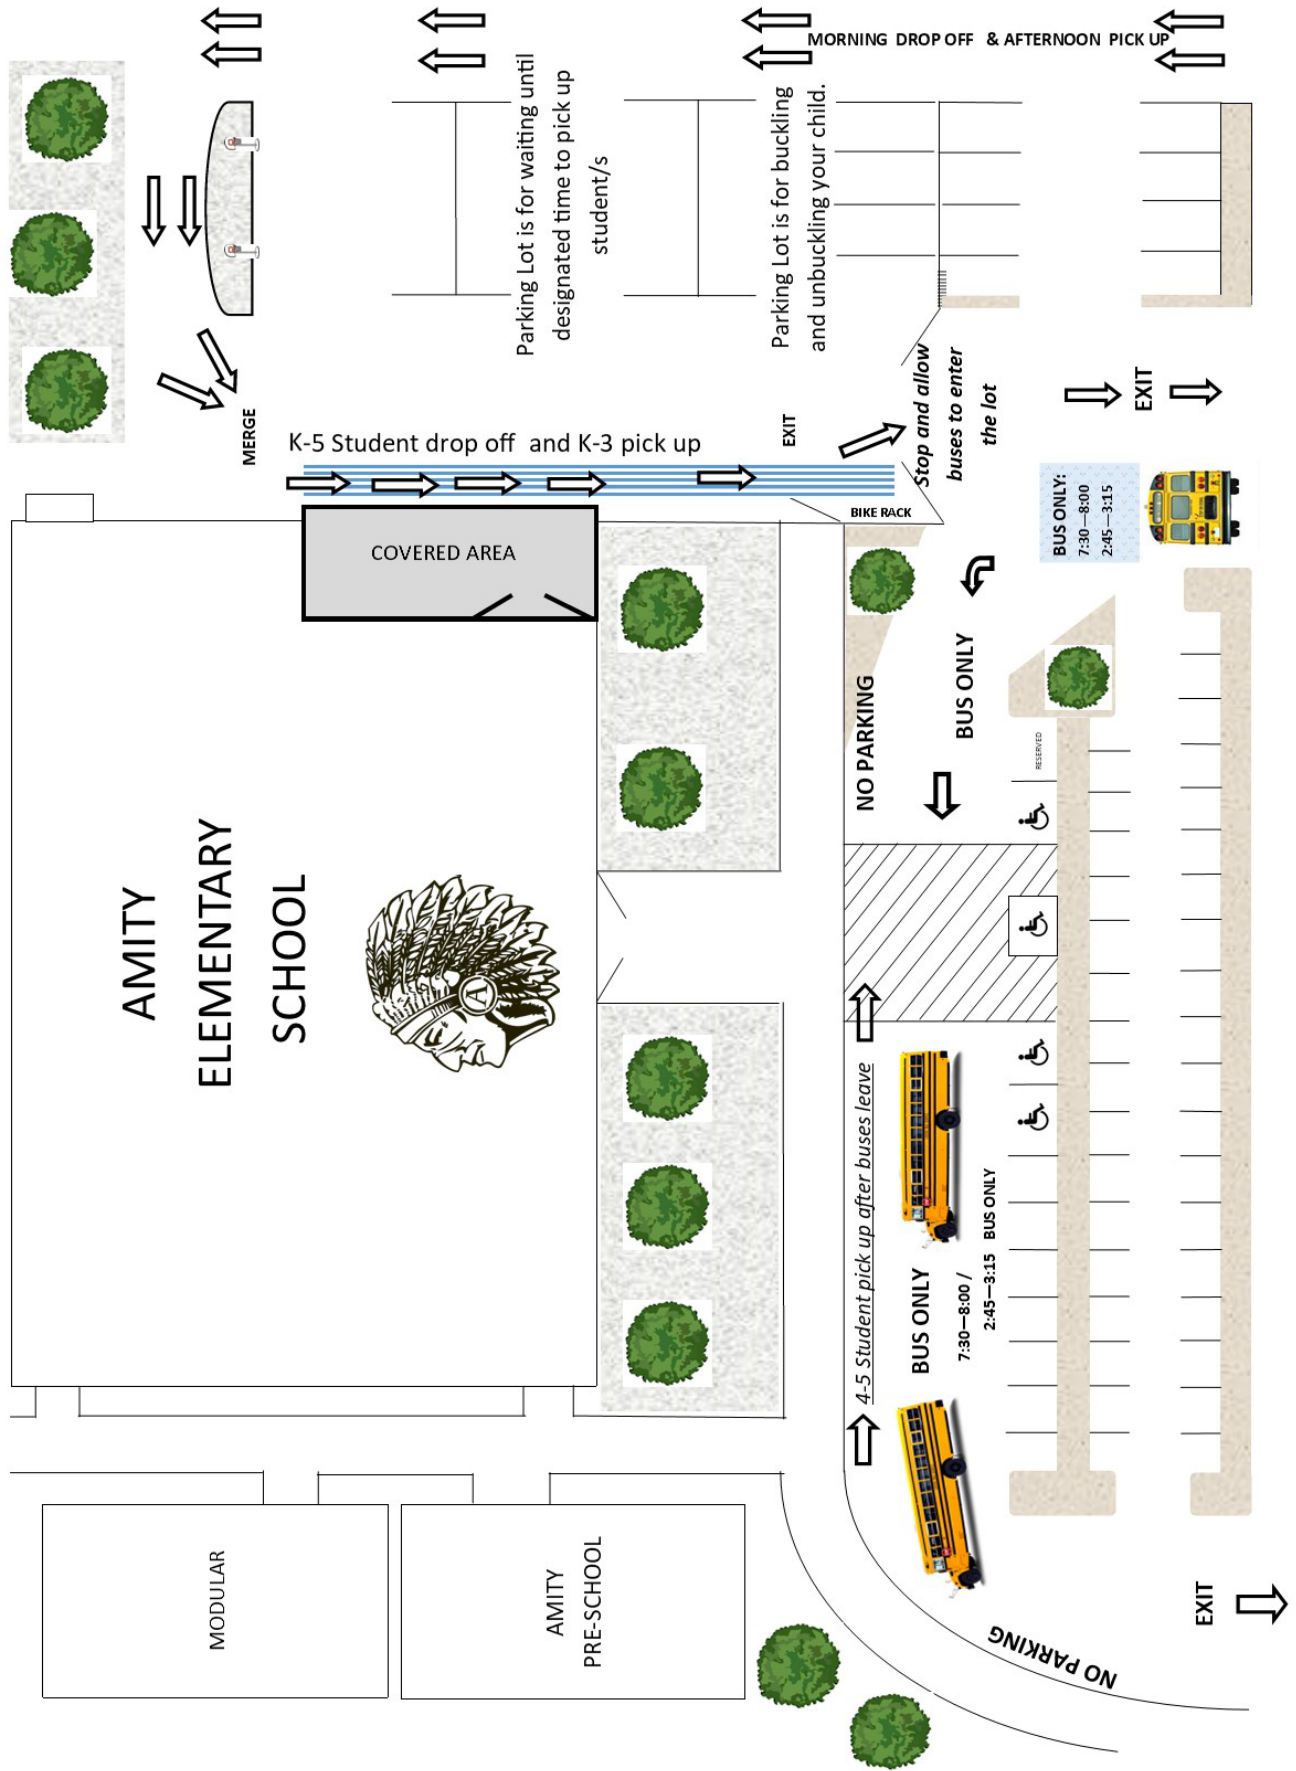 MORNING DROP OFF & AFTERNOON PICK UP
Parking Lot is for waiting until
designated time to pick up
student/s
Parking Lot is for buckling
and unbuckling your child.
Stop and allow
buses to enter
the lot
EXIT
MERGE
K-5 Student drop off and K-3 pick up
EXIT
BIKE RACK
BUS ONLY:
7:30—8:00
2:45—3:15
COVERED AREA
NO PARKING
BUS ONLY
RESERVED
AMITY
ELEMENTARY
SCHOOL
A
4-5 Student pick up after buses leave
BUS ONLY
7:30—8:00 /
2:45—3:15 BUS ONLY
MODULAR
AMITY
PRE-SCHOOL
NO PARKING
EXIT